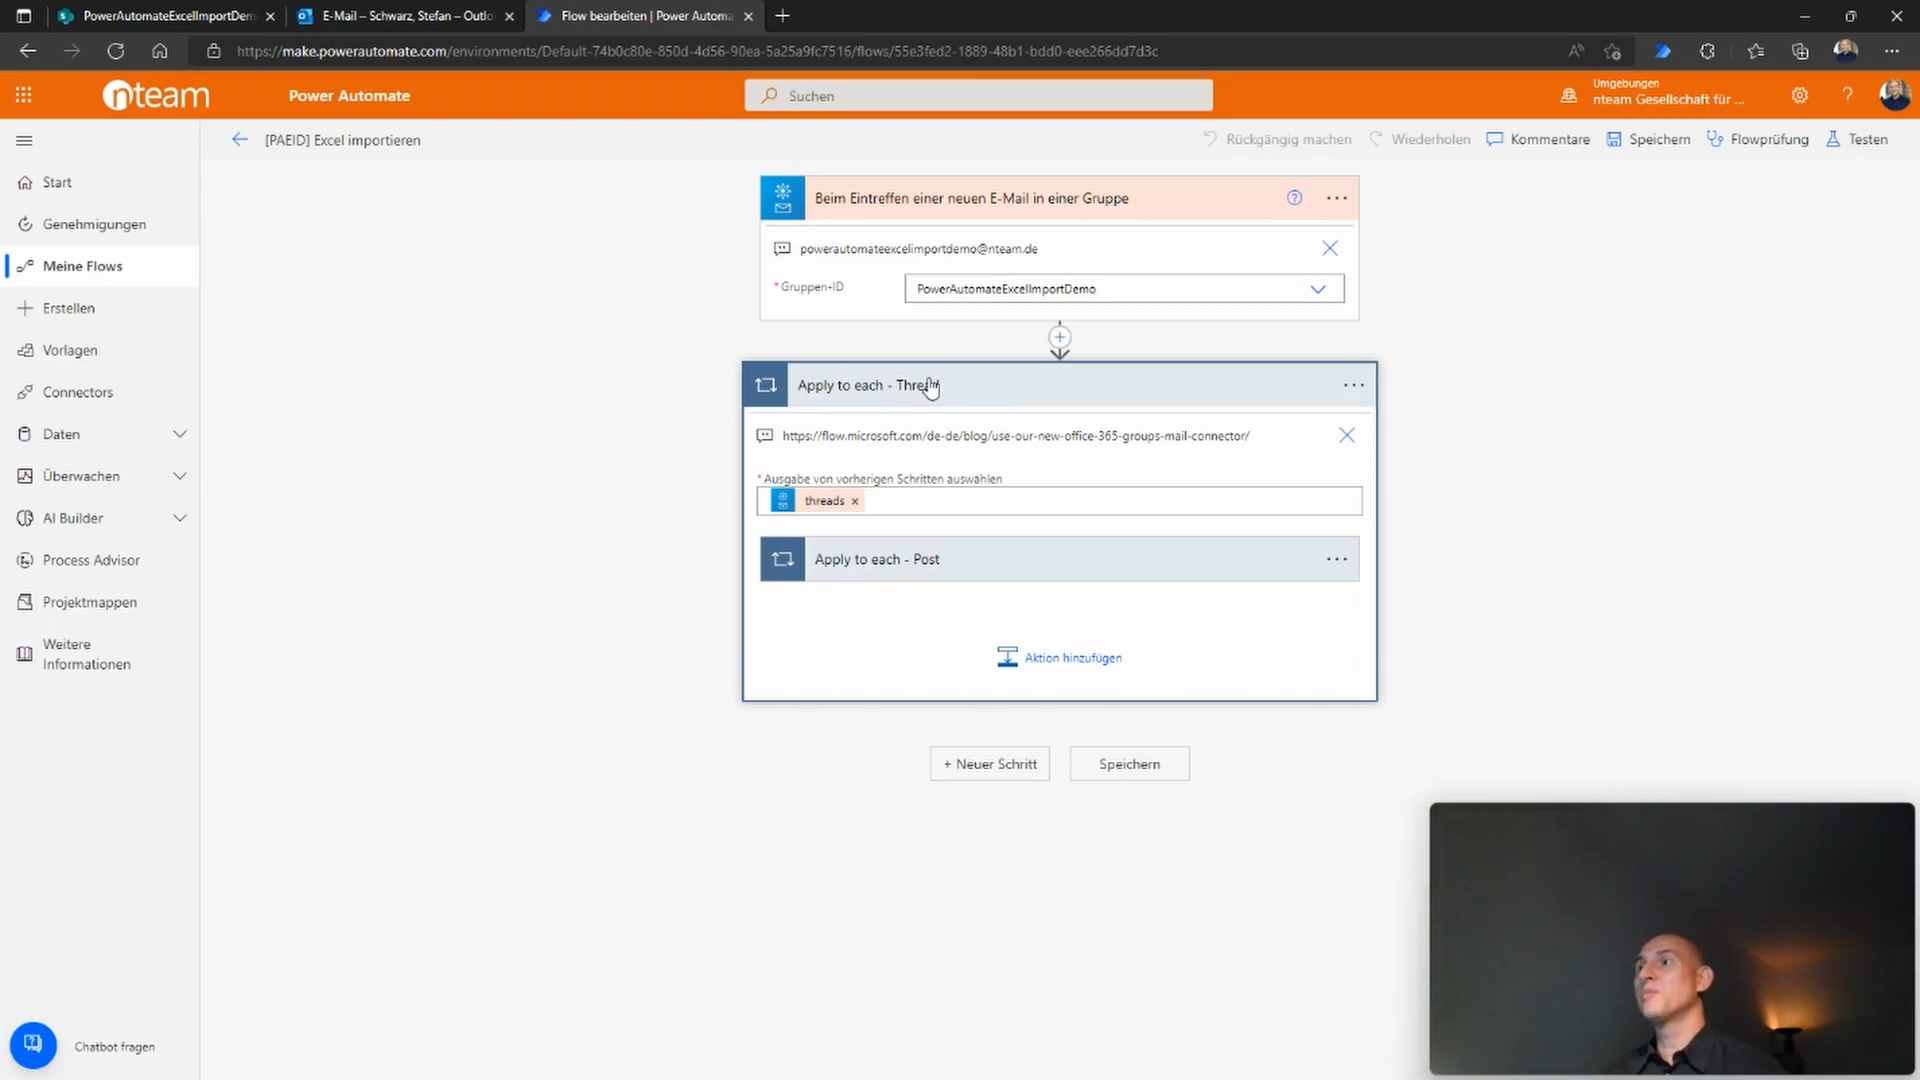 PowerAutomateExcelImportDem
E-Mail – Schwarz, Stefan – Outlo
Flow bearbeiten | Power Automa
https://make.powerautomate.com/environments/Default-74b0c80e-850d-4d56-90ea-5a25a9fc7516/flows/55e3fed2-1889-48b1-bdd0-eee266dd7d3c
nteam
Power Automate
Suchen
Umgebungen
nteam Gesellschaft für ...
[PAEID] Excel importieren
Rückgängig machen
Wiederholen
Kommentare
Speichern
Flowprüfung
Testen
Start
Genehmigungen
Meine Flows
Erstellen
Vorlagen
Connectors
Daten
Überwachen
AI Builder
Process Advisor
Projektmappen
Weitere
Informationen
Chatbot fragen
Beim Eintreffen einer neuen E-Mail in einer Gruppe
powerautomateexcelimportdemo@nteam.de
*Gruppen-ID
PowerAutomateExcelImportDemo
Apply to each - Thread
https://flow.microsoft.com/de-de/blog/use-our-new-office-365-groups-mail-connector/
*Ausgabe von vorherigen Schritten auswählen
threads
Apply to each - Post
Aktion hinzufügen
+ Neuer Schritt
Speichern